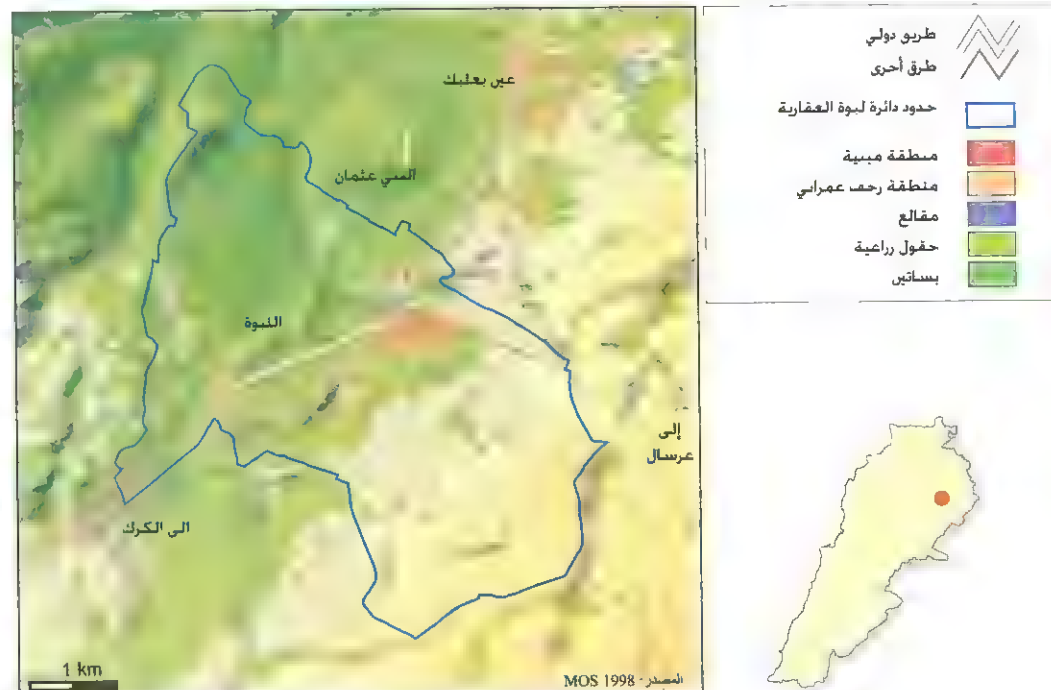 عين بعلبك
النبي عثمان
اللبوة
إلى
عرسال
الى الكرك
1 km
المصدر: MOS 1998
طريق دولي
طرق أخرى
حدود دائرة لبوة العقارية
منطقة مبنية
منطقة زحف عمراني
مقالع
حقول زراعية
بساتين